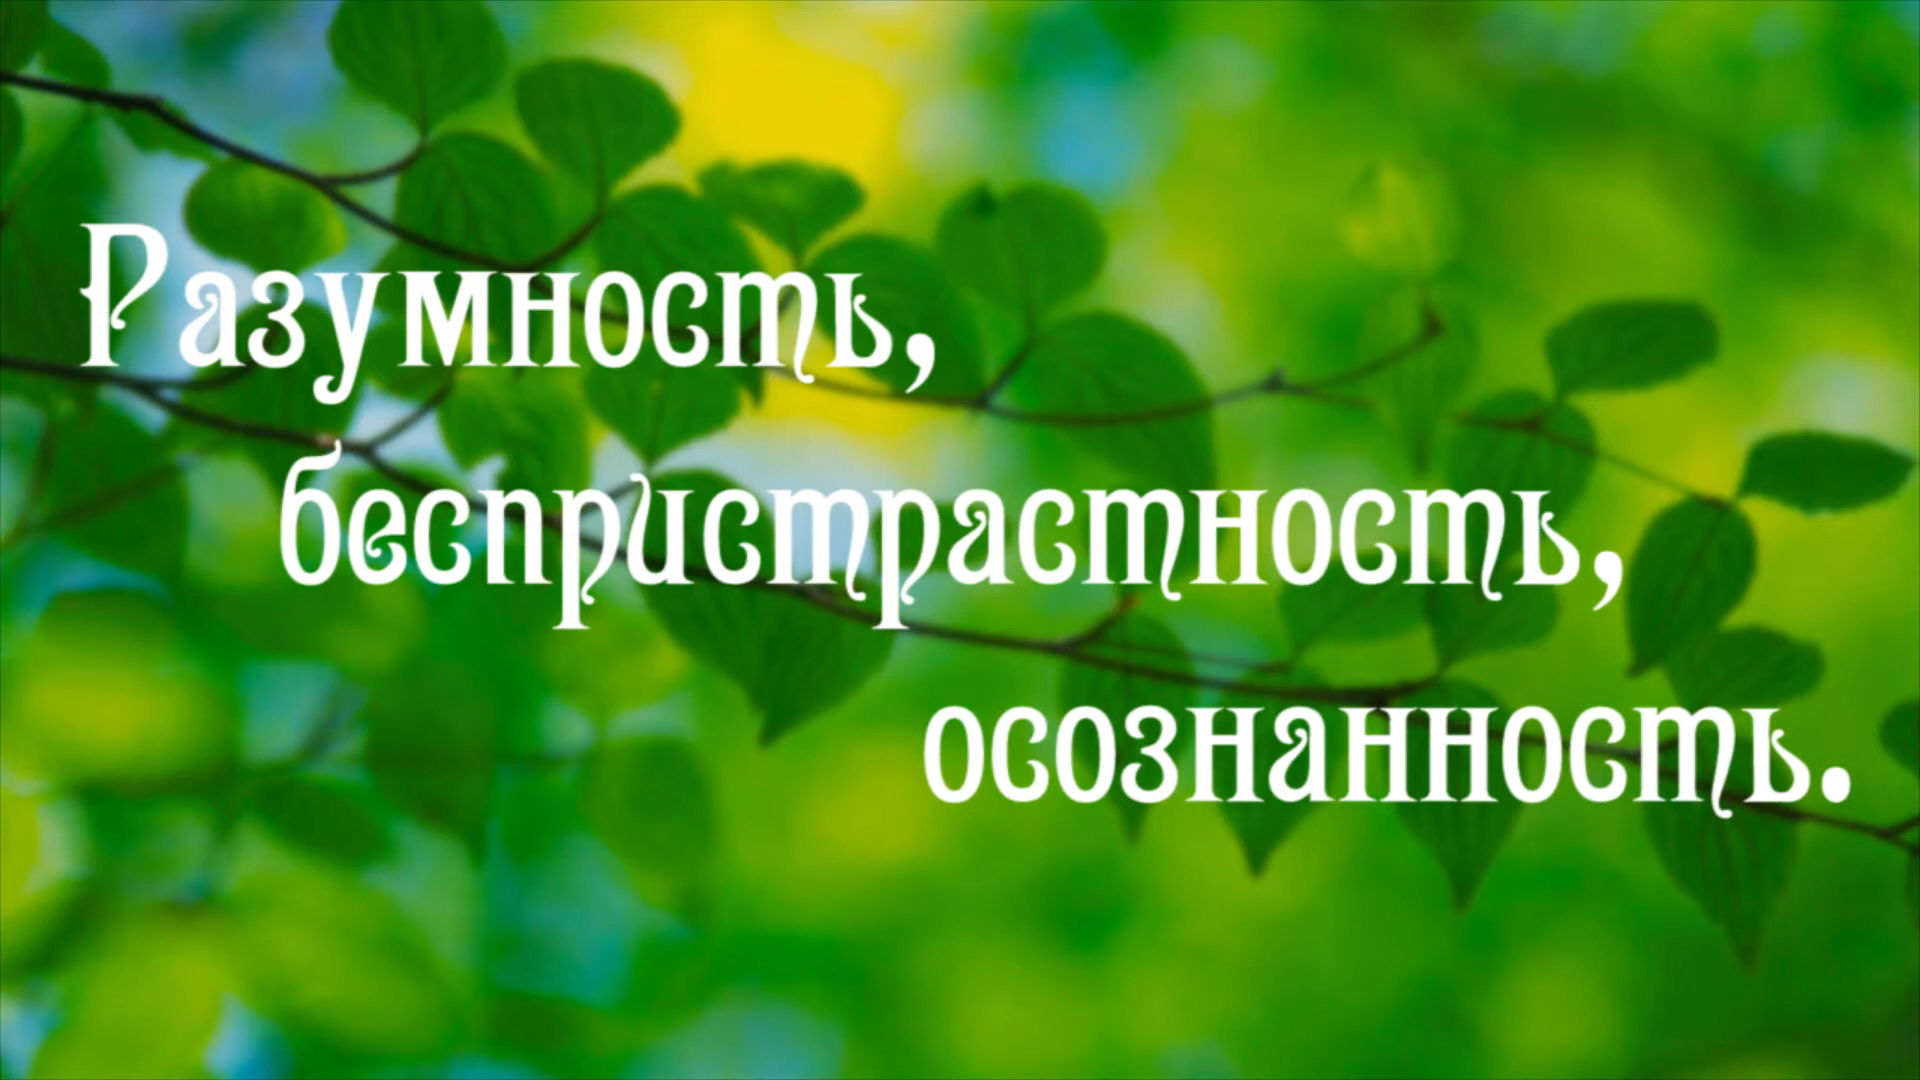 Разумность,
беспристрастность,
осознанность.